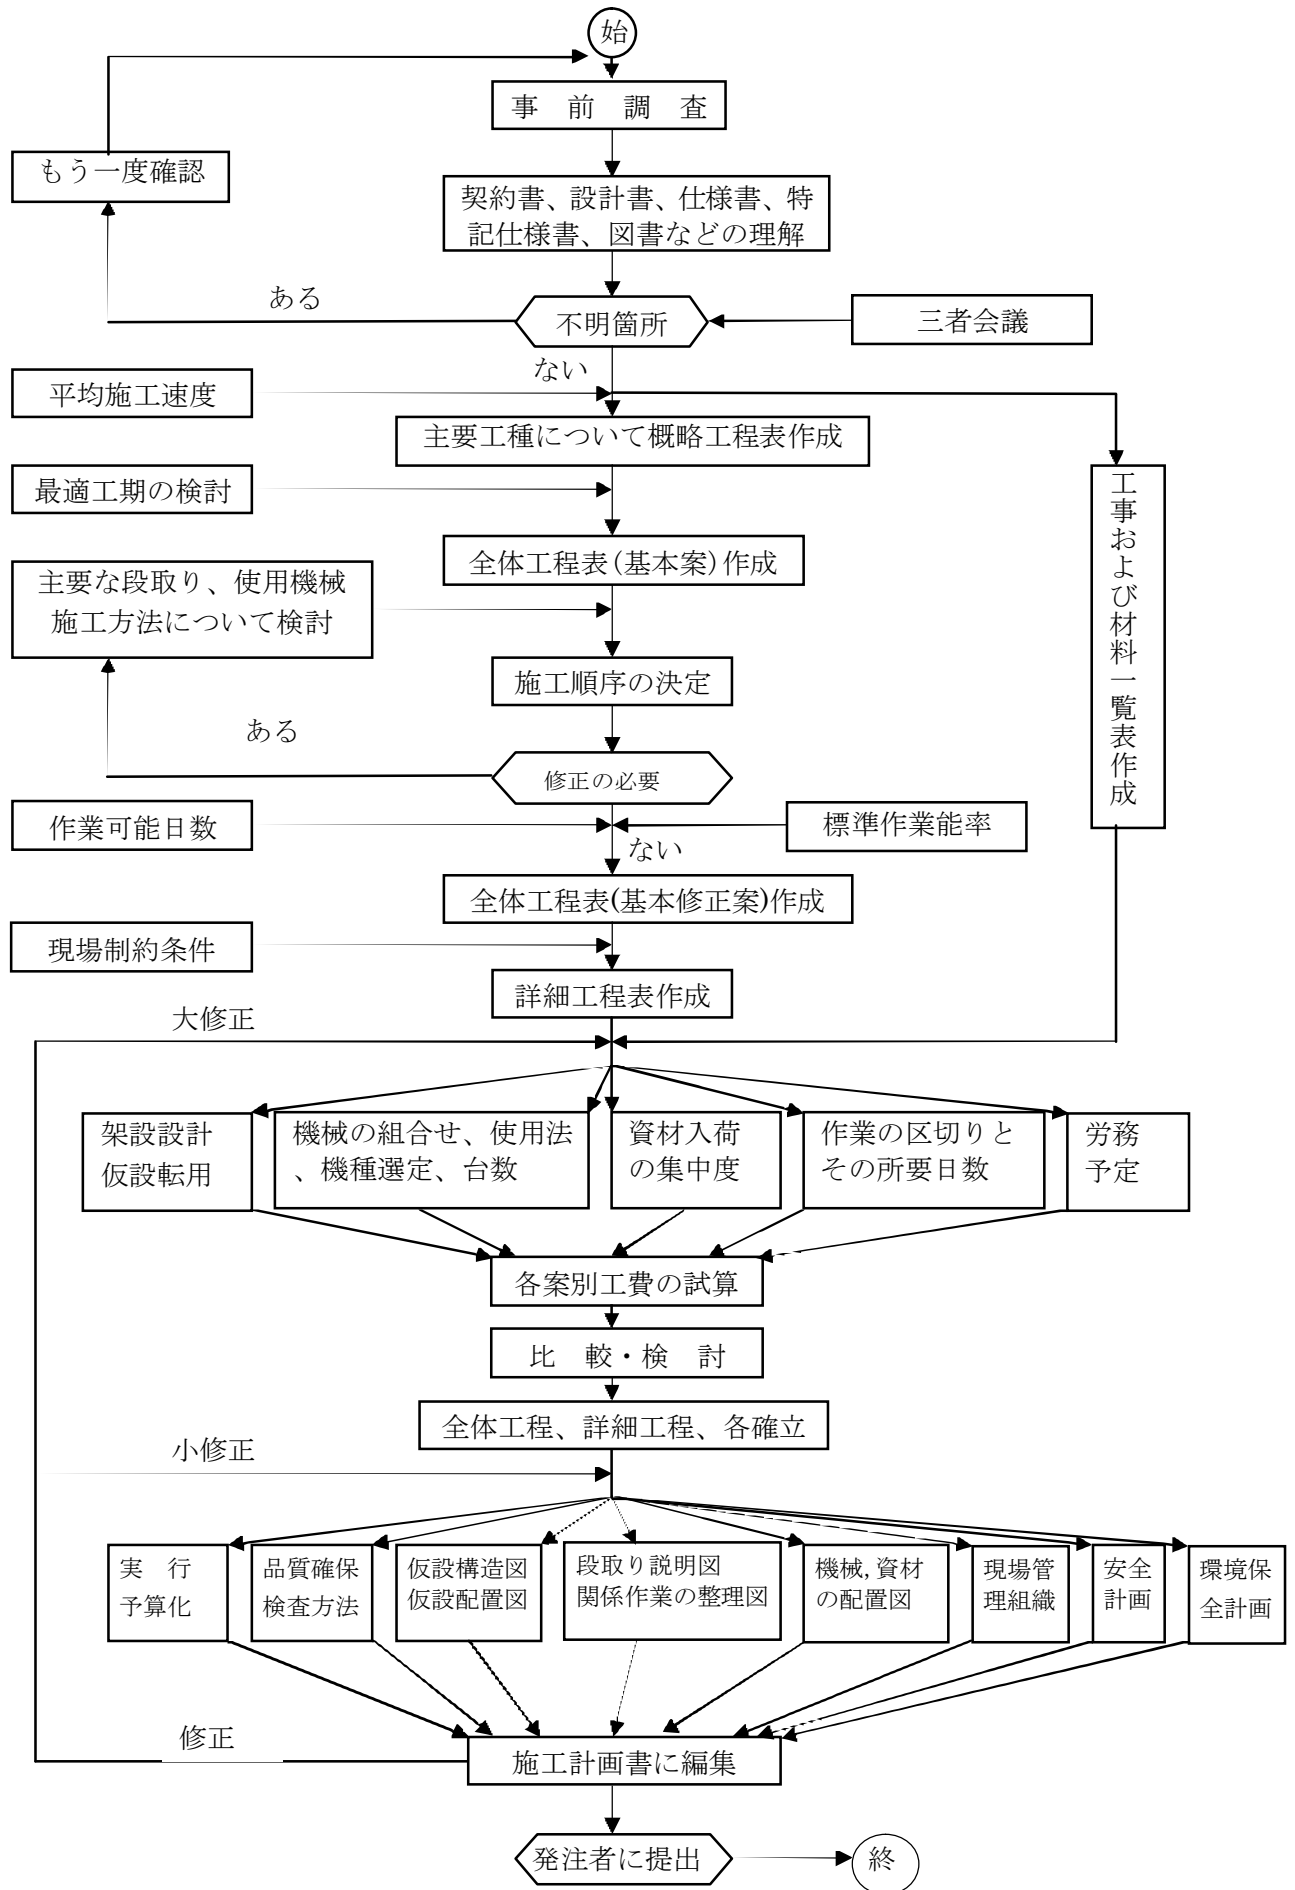 始
事 前 調 査
もう一度確認
契約書、設計書、仕様書、特
記仕様書、図書などの理解
ある
不明箇所
三者会議
ない
平均施工速度
主要工種について概略工程表作成
最適工期の検討
工事および材料一覧表作成
全体工程表(基本案)作成
主要な段取り、使用機械
施工方法について検討
施工順序の決定
ある
修正の必要
作業可能日数
標準作業能率
ない
全体工程表(基本修正案)作成
現場制約条件
詳細工程表作成
大修正
架設設計
仮設転用
機械の組合せ、使用法
、機種選定、台数
資材入荷
の集中度
作業の区切りと
その所要日数
労務
予定
各案別工費の試算
比 較・検 討
全体工程、詳細工程、各確立
小修正
実 行
予算化
品質確保
検査方法
仮設構造図
仮設配置図
段取り説明図
関係作業の整理図
機械,資材
の配置図
現場管
理組織
安全
計画
環境保
全計画
修正
施工計画書に編集
発注者に提出
終